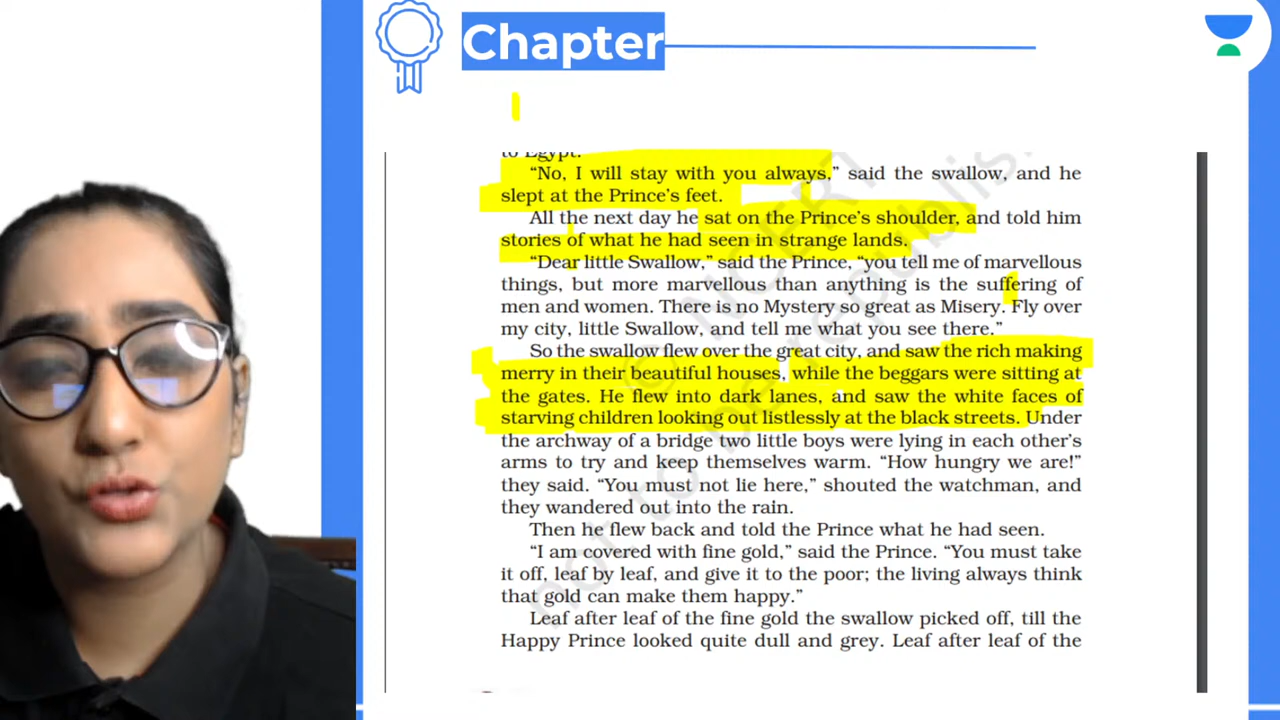 Chapter
to Egypt.
“No, I will stay with you always,” said the swallow, and he
slept at the Prince’s feet.
All the next day he sat on the Prince’s shoulder, and told him
stories of what he had seen in strange lands.
“Dear little Swallow,” said the Prince, “you tell me of marvellous
things, but more marvellous than anything is the suffering of
men and women. There is no Mystery so great as Misery. Fly over
my city, little Swallow, and tell me what you see there.”
So the swallow flew over the great city, and saw the rich making
merry in their beautiful houses, while the beggars were sitting at
the gates. He flew into dark lanes, and saw the white faces of
starving children looking out listlessly at the black streets. Under
the archway of a bridge two little boys were lying in each other’s
arms to try and keep themselves warm. “How hungry we are!”
they said. “You must not lie here,” shouted the watchman, and
they wandered out into the rain.
Then he flew back and told the Prince what he had seen.
“I am covered with fine gold,” said the Prince. “You must take
it off, leaf by leaf, and give it to the poor; the living always think
that gold can make them happy.”
Leaf after leaf of the fine gold the swallow picked off, till the
Happy Prince looked quite dull and grey. Leaf after leaf of the
© NCERT
not to be republis